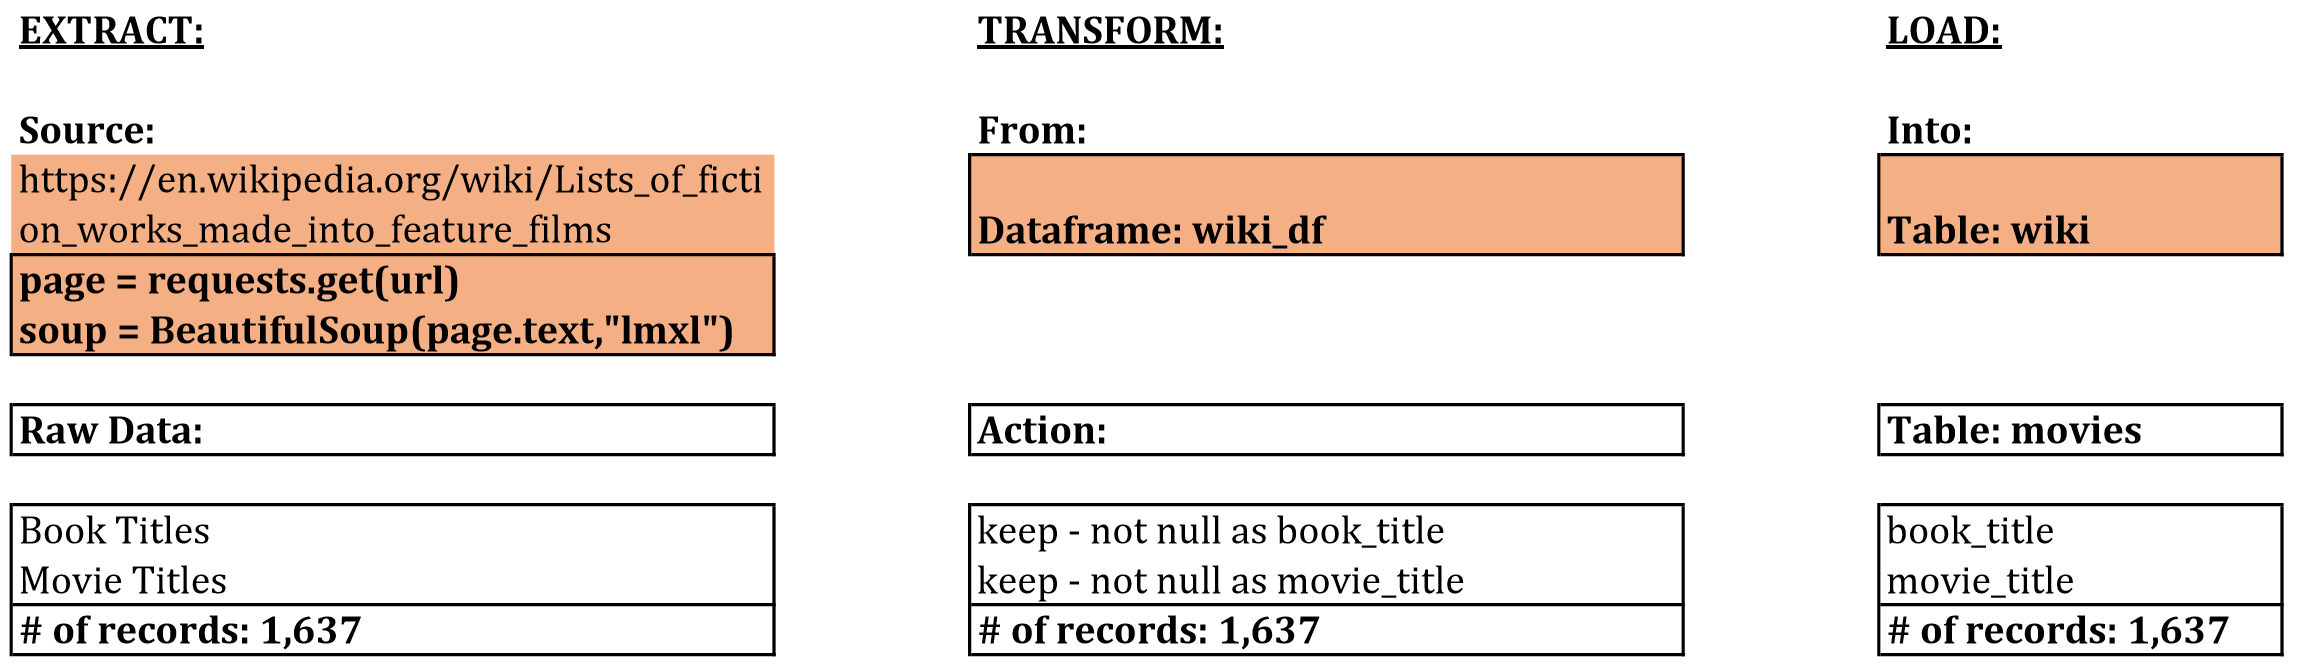 EXTRACT:
Source:
https://en.wikipedia.org/wiki/Lists_of_ficti
on_works_made_into_feature_films
page = requests.get(url)
soup = BeautifulSoup(page.text,"lmxl")
Raw Data:
Book Titles
Movie Titles
# of records: 1,637
TRANSFORM:
From:
Dataframe: wiki_df
Action:
keep - not null as book_title
keep - not null as movie_title
# of records: 1,637
LOAD:
Into:
Table: wiki
Table: movies
book_title
movie_title
# of records: 1,637